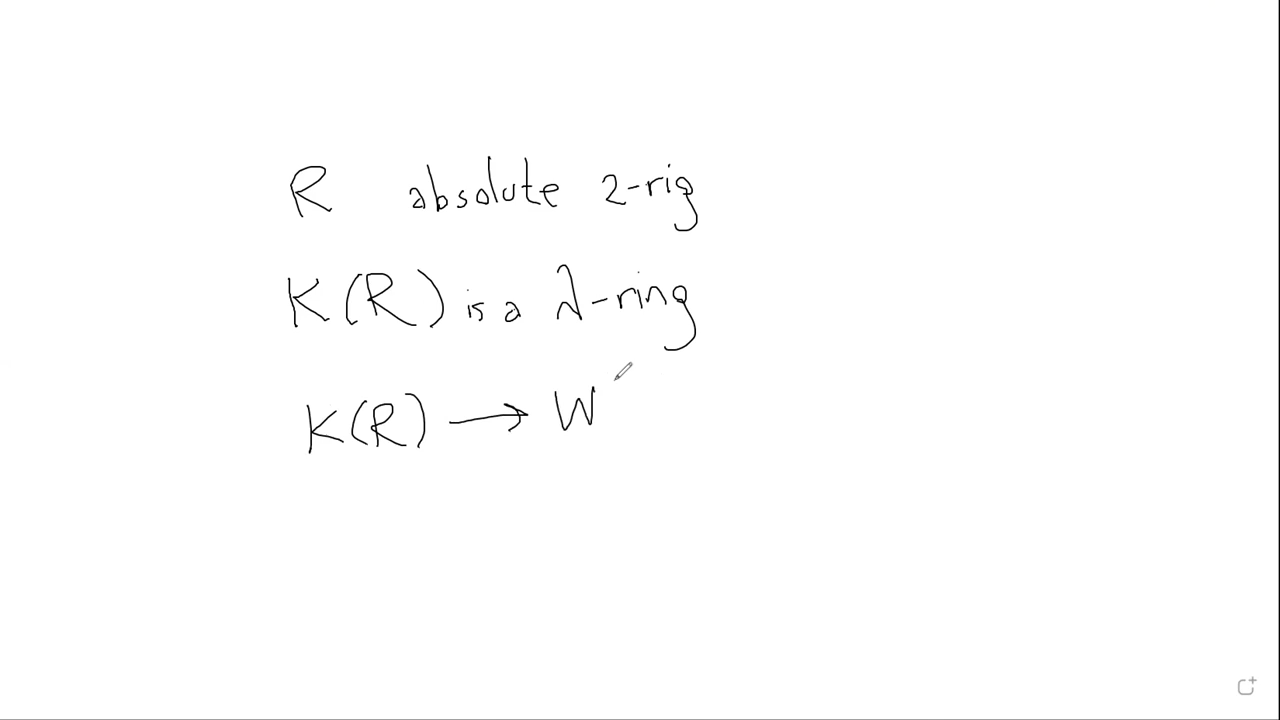 R absolute 2-rig
K(R) is a λ-ring
K(R) → W